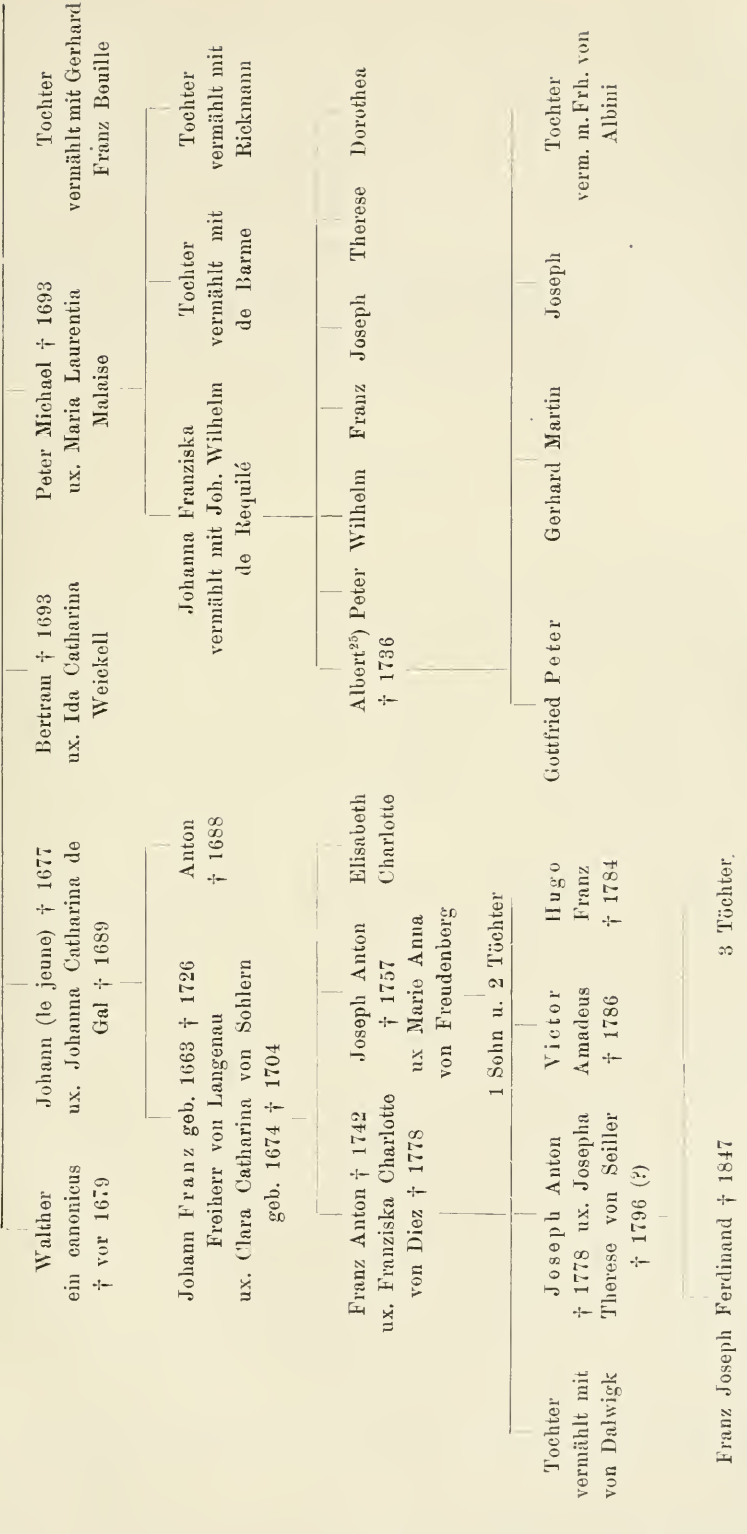 Walther
ein canonicus
† vor 1679
Johann (le jeune) † 1677
ux. Johanna Catharina de
Gal † 1689
Bertram † 1693
ux. Ida Catharina
Weickell
Peter Michael † 1693
ux. Maria Laurentia
Malaise
Tochter
vermählt mit Gerhard
Franz Bouille
Johann Franz geb. 1663 † 1726
Freiherr von Langenau
ux. Clara Catharina von Sohlern
geb. 1674 † 1704
Anton
† 1688
Johanna Franziska
vermählt mit Joh. Wilhelm
de Requilé
Tochter
vermählt mit
de Barme
Tochter
vermählt mit
Rickmann
Franz Anton † 1742
ux. Franziska Charlotte
von Diez † 1778
Joseph Anton
† 1757
ux Marie Anna
von Freudenberg
Elisabeth
Charlotte
Albert²⁵) Peter Wilhelm Franz Joseph Therese Dorothea
† 1736
1 Sohn u. 2 Töchter
Tochter
vermählt mit
von Dalwigk
Joseph Anton
† 1778 ux. Josepha
Therese von Seiller
† 1796 (?)
Victor
Amadeus
† 1786
Hugo
Franz
† 1784
Gottfried Peter
Gerhard Martin
Joseph
Tochter
verm. m. Frh. von
Albini
Franz Joseph Ferdinand † 1847
3 Töchter.